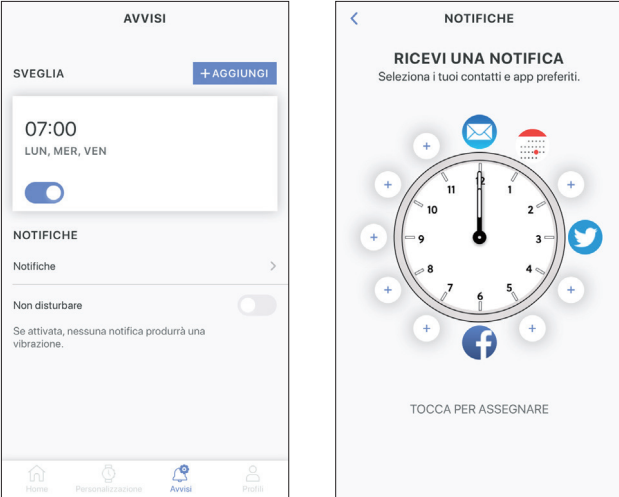 AVVISI
SVEGLIA
+ AGGIUNGI
07:00
LUN, MER, VEN
NOTIFICHE
Notifiche
Non disturbare
Se attivata, nessuna notifica produrrà una
vibrazione.
Home
Personalizzazione
Avvisi
Profili
NOTIFICHE
RICEVI UNA NOTIFICA
Seleziona i tuoi contatti e app preferiti.
12
1
2
3
4
5
6
7
8
9
10
11
TOCCA PER ASSEGNARE